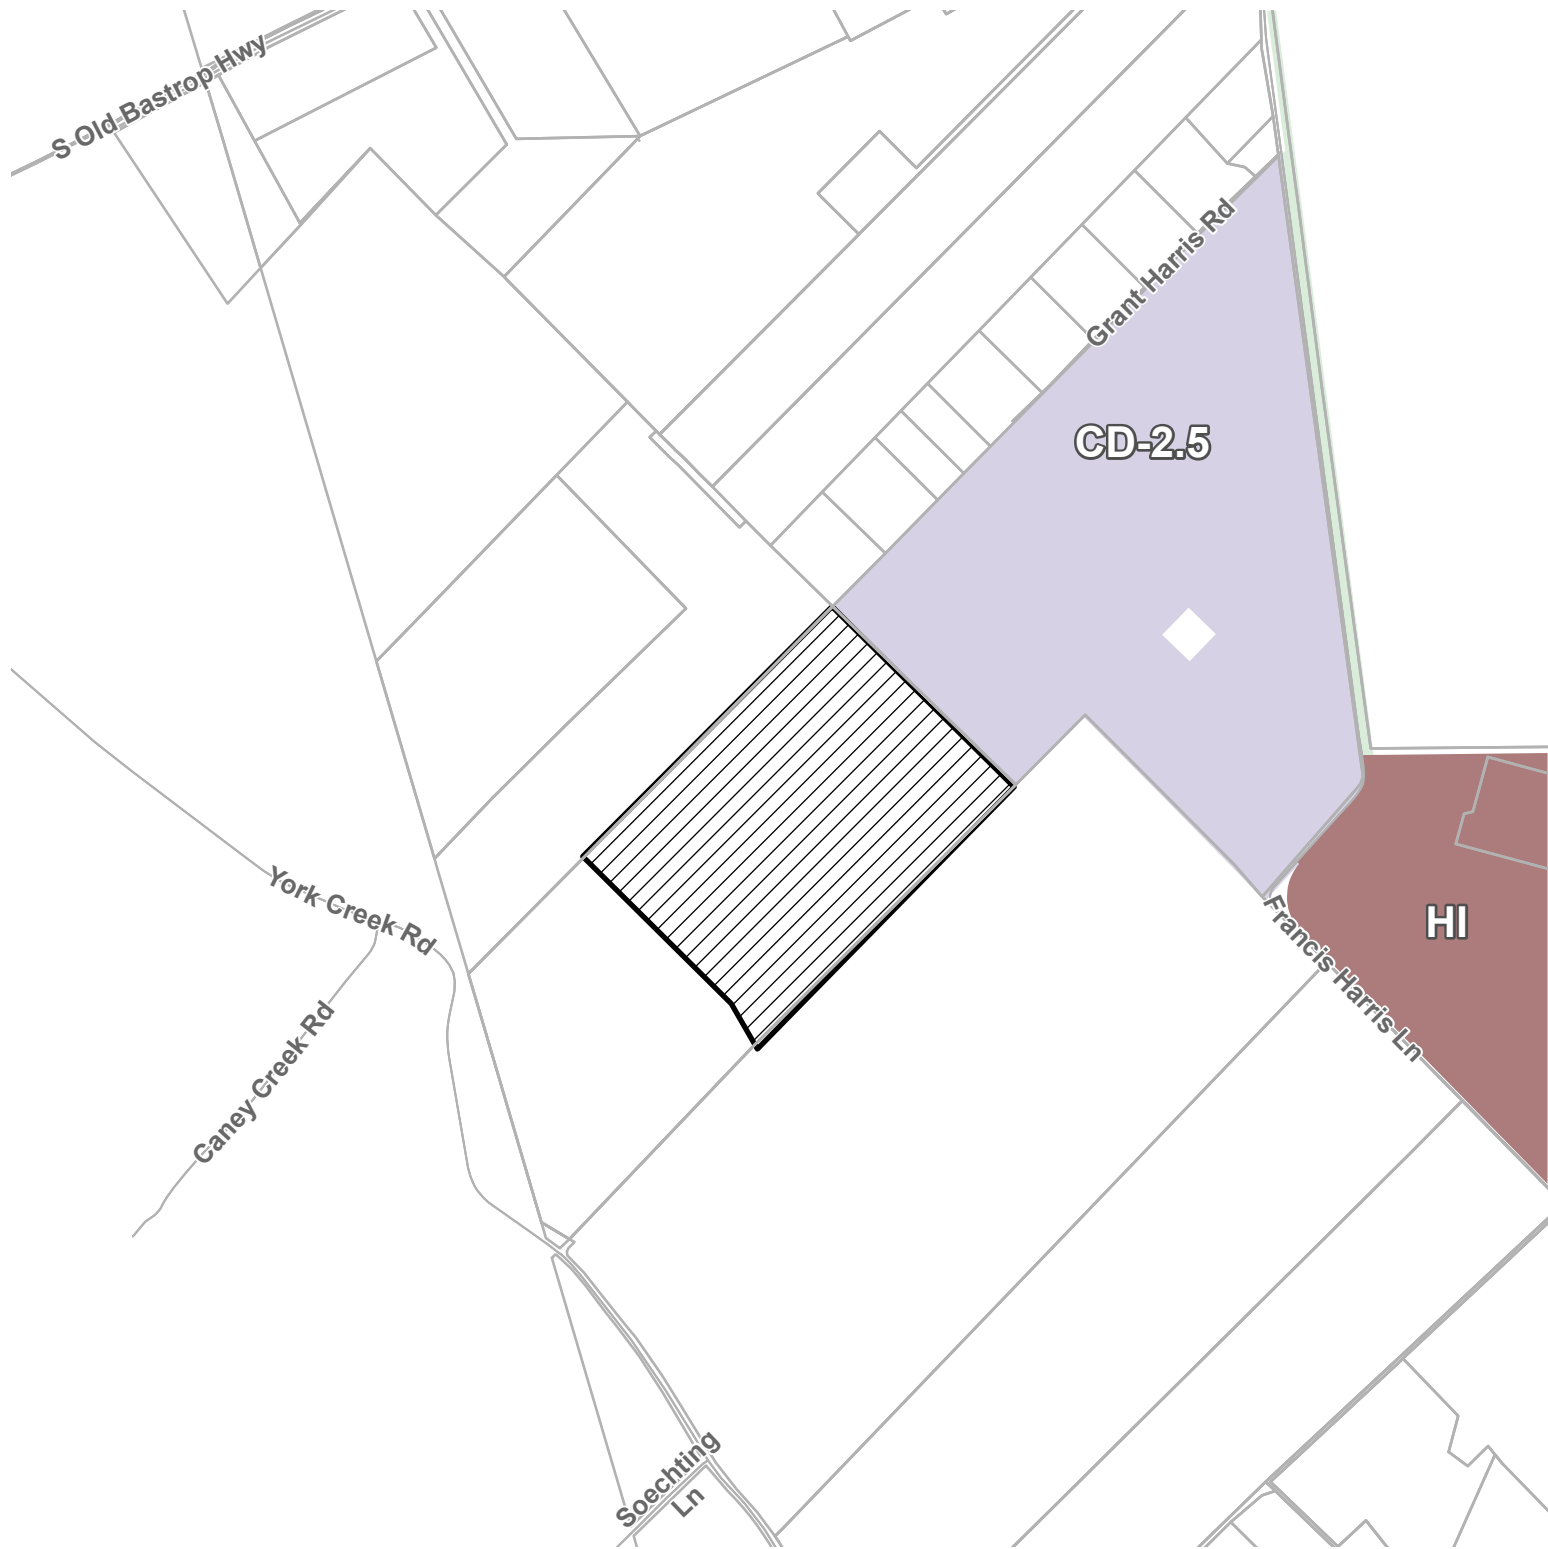 S Old Bastrop Hwy
Grant Harris Rd
CD-2.5
York Creek Rd
HI
Francis Harris Ln
Caney Creek Rd
Soechting
Ln